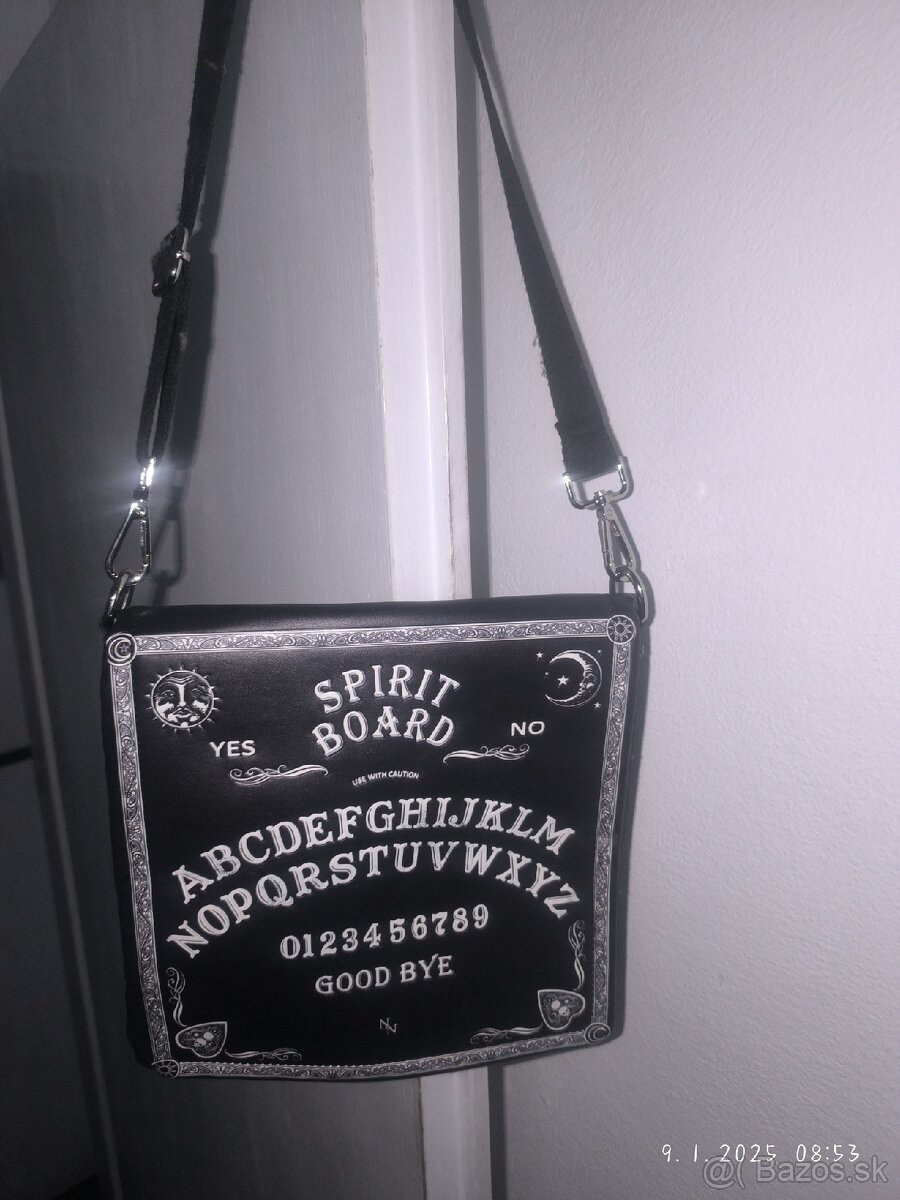 SPIRIT
BOARD
YES
NO
USE WITH CAUTION
ABCDEFGHIJKLM
NOPQRSTUVWXYZ
0123456789
GOOD BYE
9. 1. 2025 08:53
Bazos.sk